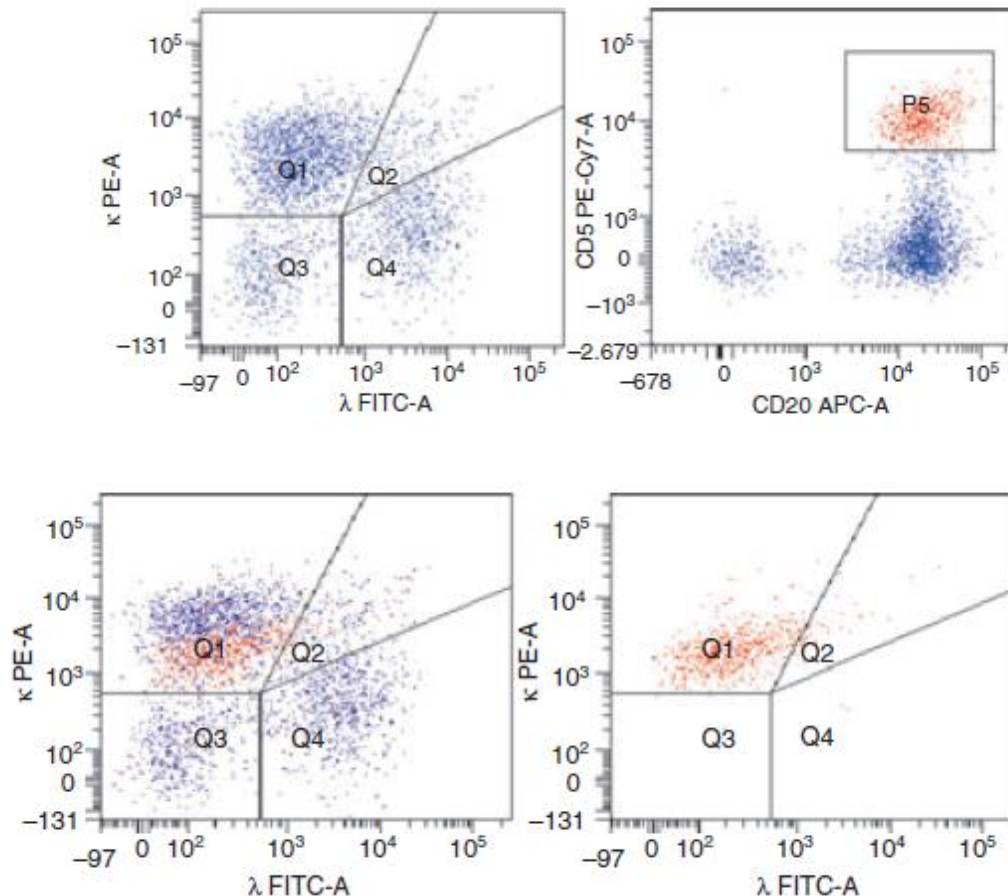 κ PE-A
10⁵
10⁴
10³
10²
0
–131
Q1
Q2
Q3
Q4
–97
0
10²
10³
10⁴
10⁵
λ FITC-A
CD5 PE-Cy7-A
10⁵
10⁴
10³
0
–10³
–2.679
P5
–678
0
10³
10⁴
10⁵
CD20 APC-A
κ PE-A
10⁵
10⁴
10³
10²
0
–131
Q1
Q2
Q3
Q4
–97
0
10²
10³
10⁴
10⁵
λ FITC-A
κ PE-A
10⁵
10⁴
10³
10²
0
–131
Q1
Q2
Q3
Q4
–97
0
10²
10³
10⁴
10⁵
λ FITC-A